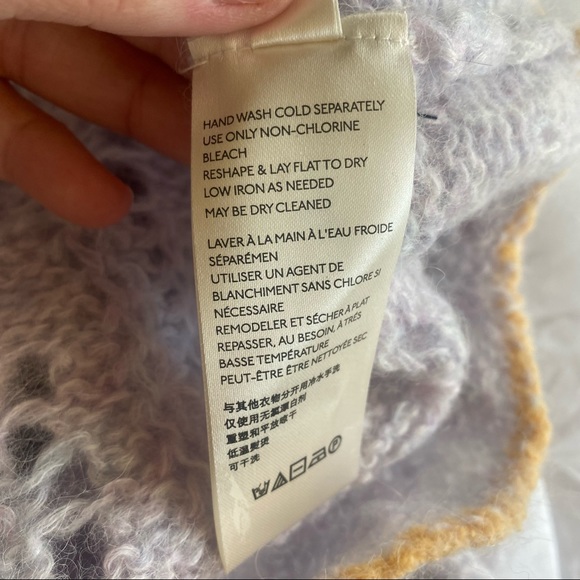 HAND WASH COLD SEPARATELY
USE ONLY NON-CHLORINE
BLEACH
RESHAPE & LAY FLAT TO DRY
LOW IRON AS NEEDED
MAY BE DRY CLEANED
LAVER À LA MAIN À L'EAU FROIDE
SÉPARÉMEN
UTILISER UN AGENT DE
BLANCHIMENT SANS CHLORE SI
NÉCESSAIRE
REMODELER ET SÉCHER À PLAT
REPASSER, AU BESOIN, À TRÉS
BASSE TEMPÉRATURE
PEUT-ÊTRE ÊTRE NETTOYÉE SEC
与其他衣物分开用冷水手洗
仅使用无氯漂白剂
重塑和平放晾干
低温熨烫
可干洗